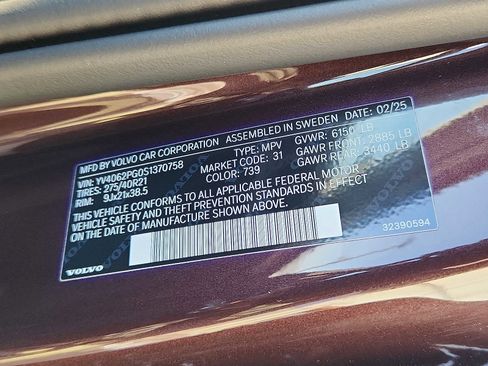 MFD BY VOLVO CAR CORPORATION ASSEMBLED IN SWEDEN DATE: 02/25
VIN: YV4062PG0S1370758 TYPE: MPV GVWR: 6150 LB
TIRES: 275/40R21 MARKET CODE: 31 GAWR FRONT: 2885 LB
RIM: 9Jx21x38.5 COLOR: 739 GAWR REAR: 3440 LB
THIS VEHICLE CONFORMS TO ALL APPLICABLE FEDERAL MOTOR
VEHICLE SAFETY AND THEFT PREVENTION STANDARDS IN EFFECT
ON THE DATE OF MANUFACTURE SHOWN ABOVE.
VOLVO 32390594